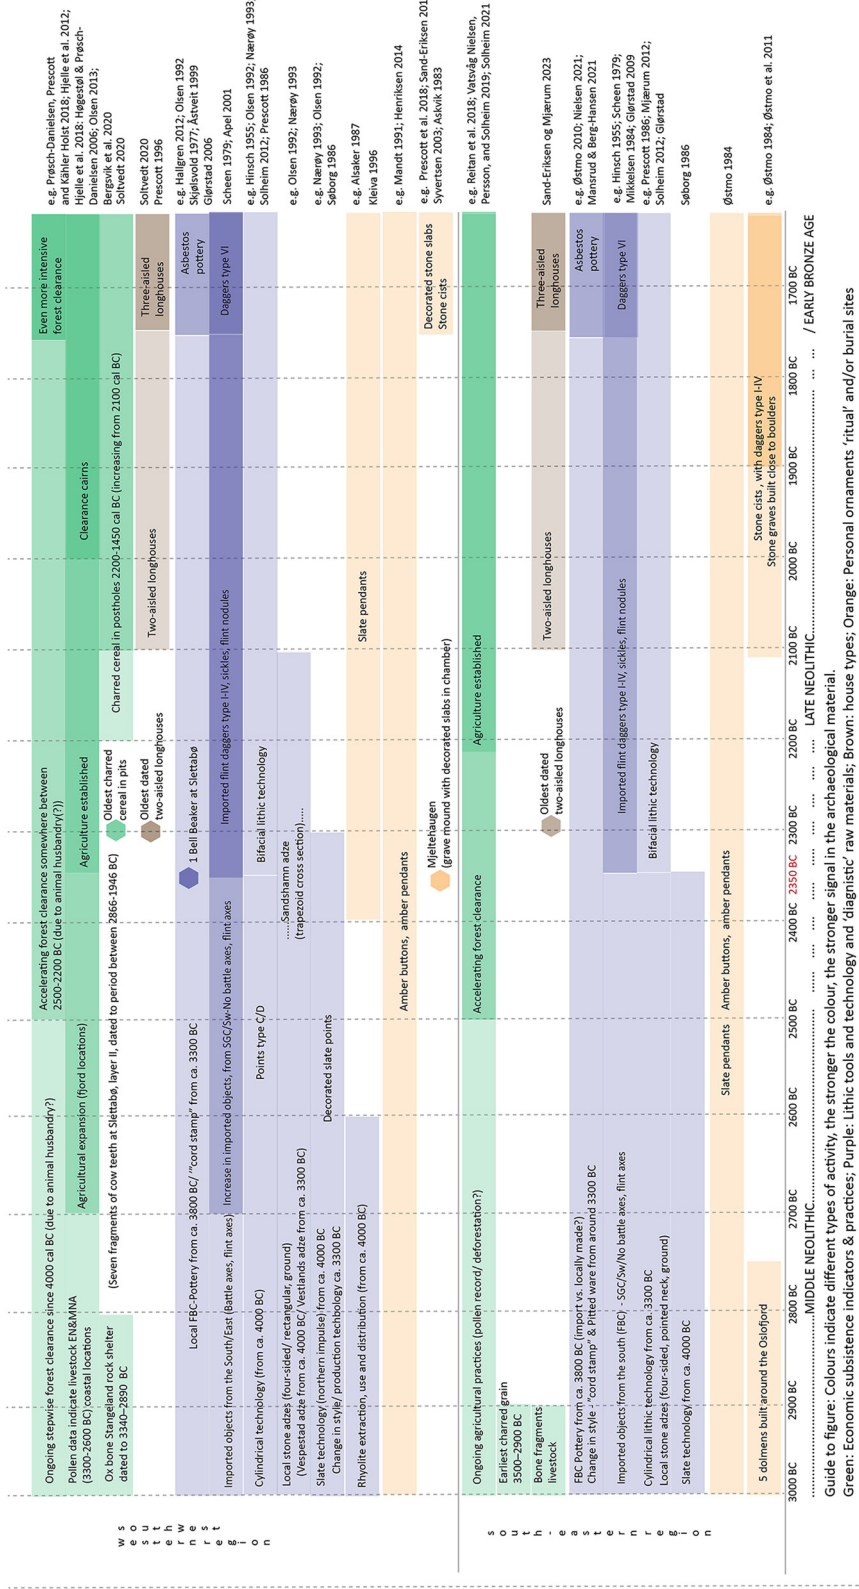 south-western region
Ongoing stepwise forest clearance since 4000 cal BC (due to animal husbandry?)
Accelerating forest clearance somewhere between
2500-2200 BC (due to animal husbandry(?))
Even more intensive
forest clearance
e.g. Prøsch-Danielsen, Prescott
and Kähler Holst 2018; Hjelle et al. 2012;
Hjelle et al. 2018: Høgestøl & Prøsch-
Danielsen 2006; Olsen 2013;
Bergsvik et al. 2020
Soltvedt 2020
Pollen data indicate livestock EN&MNA
(3300-2600 BC) coastal locations
Agricultural expansion (fjord locations)
Agriculture established
Clearance cairns
Ox bone Stangeland rock shelter
dated to 3340–2890 BC
(Seven fragments of cow teeth at Slettabø, layer II, dated to period between 2866-1946 BC)
Oldest charred
cereal in pits
Charred cereal in postholes 2200-1450 cal BC (increasing from 2100 cal BC)
Oldest dated
two-aisled longhouses
Two-aisled longhouses
Three-aisled
longhouses
Soltvedt 2020
Prescott 1996
Local FBC-Pottery from ca. 3800 BC/ ”“cord stamp” from ca. 3300 BC
1 Bell Beaker at Slettabø
Asbestos
pottery
e.g. Hallgren 2012; Olsen 1992
Skjølsvold 1977; Åstveit 1999
Glørstad 2006
Imported objects from the South/East (Battle axes, flint axes)
Increase in imported objects, from SGC/Sw-No battle axes, flint axes
Imported flint daggers type I-IV, sickles, flint nodules
Daggers type VI
Scheen 1979; Apel 2001
Cylindrical technology (from ca. 4000 BC)
Points type C/D
Bifacial lithic technology
e.g. Hinsch 1955; Olsen 1992; Nærøy 1993,
Solheim 2012; Prescott 1986
Local stone adzes (four-sided/ rectangular, ground)
(Vespestad adze from ca. 4000 BC/ Vestlands adze from ca. 3300 BC)
......Sandshamn adze
(trapezoid cross section).....
e.g. Olsen 1992; Nærøy 1993
Slate technology (northern impulse) from ca. 4000 BC
Change in style/ production techbology ca. 3300 BC
Decorated slate points
e.g. Nærøy 1993; Olsen 1992;
Søborg 1986
Rhyolite extraction, use and distribution (from ca. 4000 BC)
Slate pendants
e.g. Alsaker 1987
Kleiva 1996
Amber buttons, amber pendants
e.g. Mandt 1991; Henriksen 2014
Mjeltehaugen
(grave mound with decorated slabs in chamber)
Decorated stone slabs
Stone cists
e.g. Prescott et al. 2018; Sand-Eriksen 201
Syvertsen 2003; Askvik 1983
south-eastern region
Ongoing agricultural practices (pollen record/ deforestation?)
Accelerating forest clearance
Agriculture established
e.g. Reitan et al. 2018; Vatsvåg Nielsen,
Persson, and Solheim 2019; Solheim 2021
Earliest charred grain
3500–2900 BC
Bone fragments
livestock
Oldest dated
two-aisled longhouses
Two-aisled longhouses
Three-aisled
longhouses
Sand-Eriksen og Mjærum 2023
FBC Pottery from ca. 3800 BC (import vs. locally made?)
Change in style - “cord stamp” & Pitted ware from around 3300 BC
Asbestos
pottery
e.g. Østmo 2010; Nielsen 2021;
Mansrud & Berg-Hansen 2021
Imported objects from the south (FBC) - SGC/Sw/No battle axes, flint axes
Imported flint daggers type I-IV, sickles, flint nodules
Daggers type VI
e.g. Hinsch 1955; Scheen 1979;
Mikkelsen 1984; Glørstad 2009
Cylindrical lithic technology from ca. 3300 BC
Local stone adzes (four-sided, pointed neck, ground)
Bifacial lithic technology
e.g. Prescott 1986; Mjærum 2012;
Solheim 2012; Glørstad
Slate technology from ca. 4000 BC
Søborg 1986
Slate pendants
Amber buttons, amber pendants
Østmo 1984
5 dolmens built around the Oslofjord
Stone cists , with daggers type I-IV
Stone graves built close to boulders
e.g. Østmo 1984; Østmo et al. 2011
3000 BC 2900 BC 2800 BC 2700 BC 2600 BC 2500 BC 2400 BC 2350 BC 2300 BC 2200 BC 2100 BC 2000 BC 1900 BC 1800 BC 1700 BC
MIDDLE NEOLITHIC LATE NEOLITHIC / EARLY BRONZE AGE
Guide to figure: Colours indicate different types of activity, the stronger the colour, the stronger signal in the archaeological material.
Green: Economic subsistence indicators & practices; Purple: Lithic tools and technology and ‘diagnostic’ raw materials; Brown: house types; Orange: Personal ornaments ‘ritual’ and/or burial sites